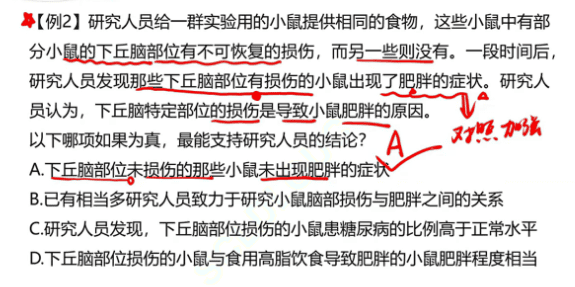 【例2】研究人员给一群实验用的小鼠提供相同的食物，这些小鼠中有部
分小鼠的下丘脑部位有不可恢复的损伤，而另一些则没有。一段时间后，
研究人员发现那些下丘脑部位有损伤的小鼠出现了肥胖的症状。研究人
员认为，下丘脑特定部位的损伤是导致小鼠肥胖的原因。
以下哪项如果为真，最能支持研究人员的结论？
对照加强
A
A.下丘脑部位未损伤的那些小鼠未出现肥胖的症状
B.已有相当多研究人员致力于研究小鼠脑部损伤与肥胖之间的关系
C.研究人员发现，下丘脑部位损伤的小鼠患糖尿病的比例高于正常水平
D.下丘脑部位损伤的小鼠与食用高脂饮食导致肥胖的小鼠肥胖程度相当